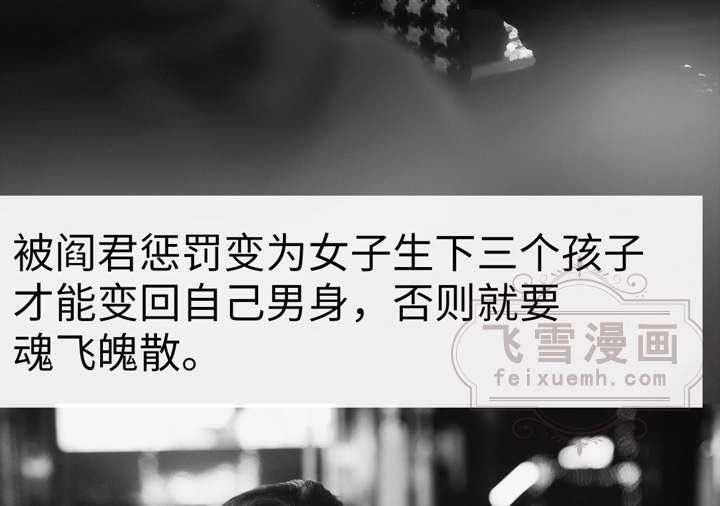 被阎君惩罚变为女子生下三个孩子
才能变回自己男身，否则就要
魂飞魄散。
飞雪漫画
feixuemh.com